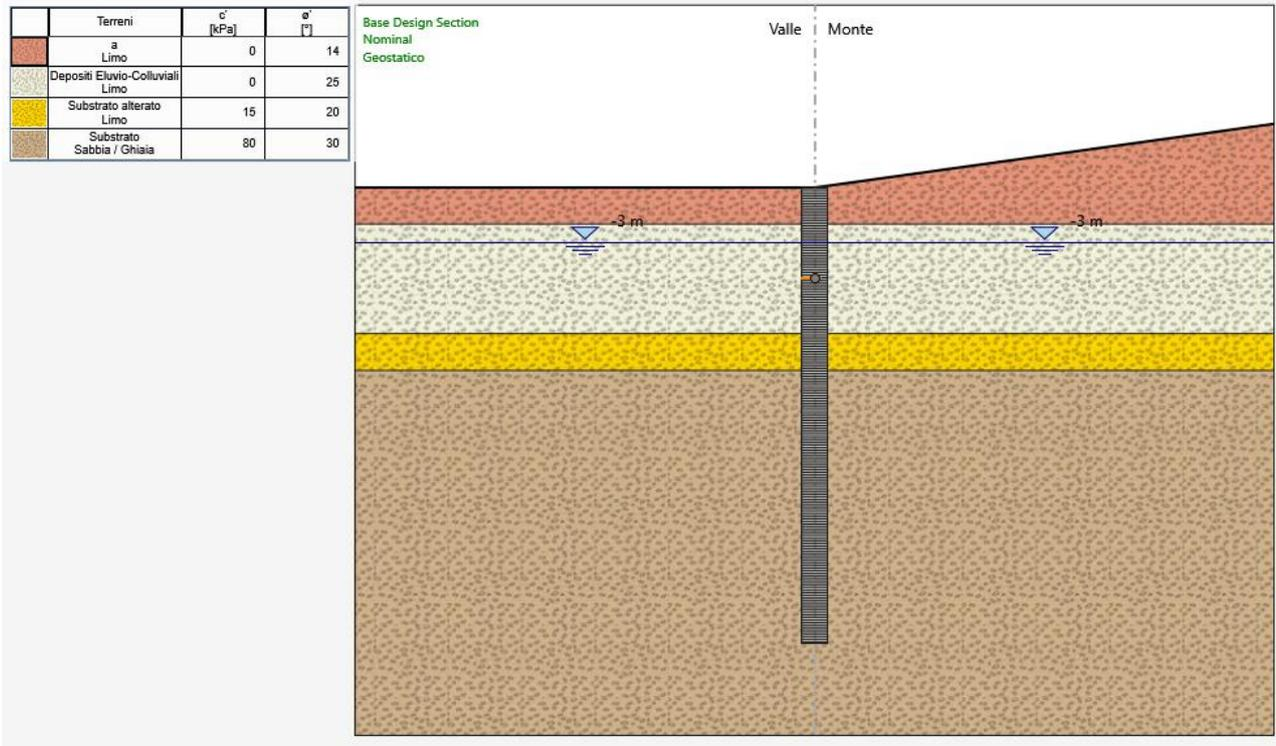 Terreni c' ø'
[kPa] [°]
a
Limo 0 14
Depositi Eluvio-Colluviali
Limo 0 25
Substrato alterato
Limo 15 20
Substrato
Sabbia / Ghiaia 80 30
Base Design Section
Nominal
Geostatico
Valle Monte
-3 m -3 m